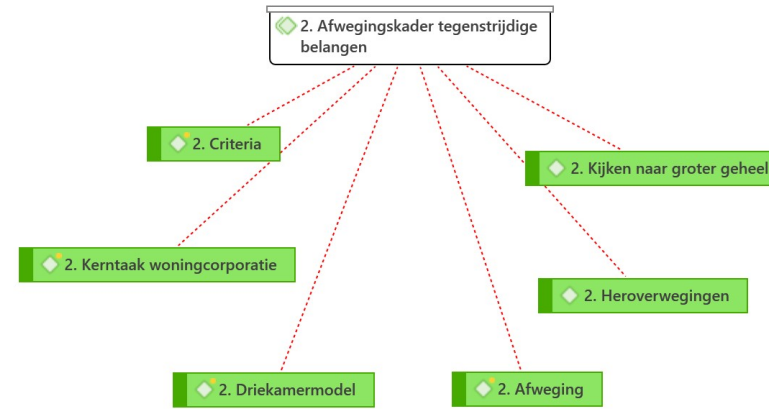 2. Afwegingskader tegenstrijdige
belangen
2. Criteria
2. Kijken naar groter geheel
2. Kerntaak woningcorporatie
2. Heroverwegingen
2. Driekamermodel
2. Afweging